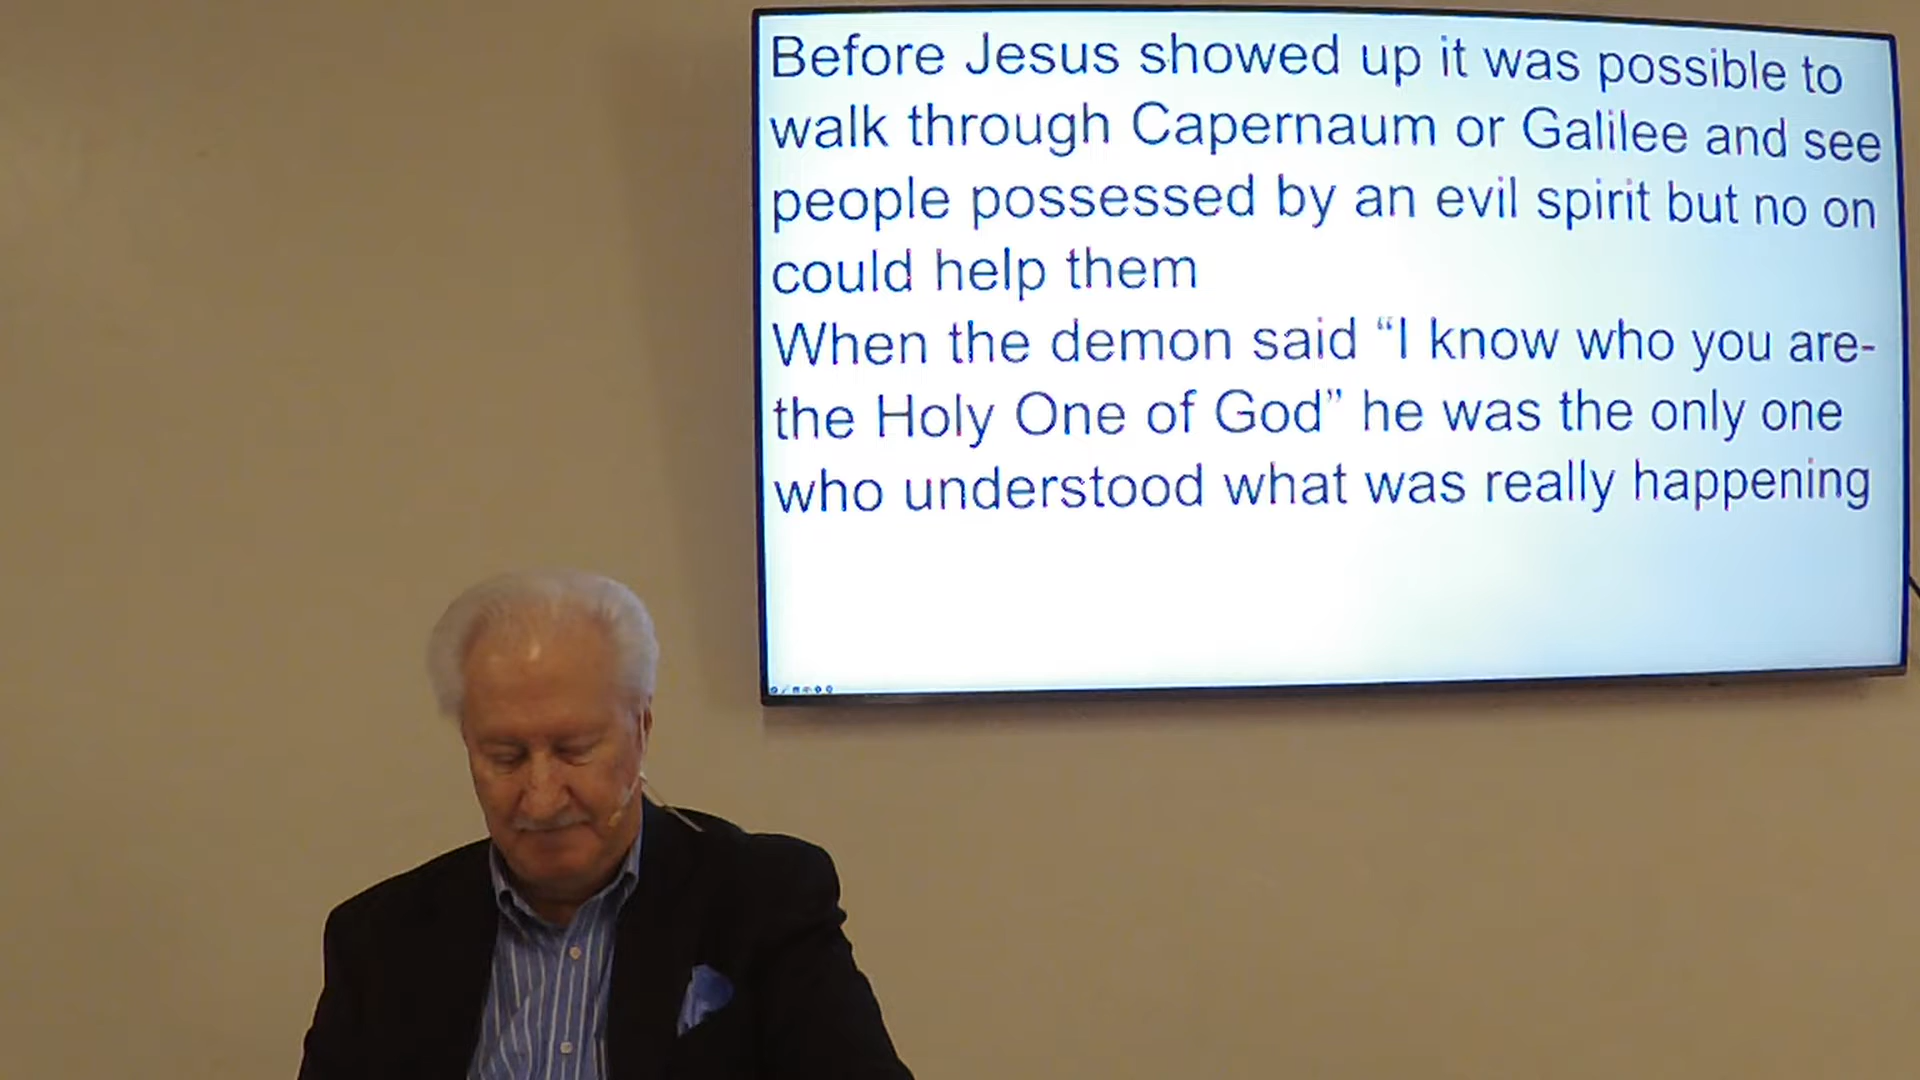 Before Jesus showed up it was possible to
walk through Capernaum or Galilee and see
people possessed by an evil spirit but no on
could help them
When the demon said “I know who you are-
the Holy One of God” he was the only one
who understood what was really happening